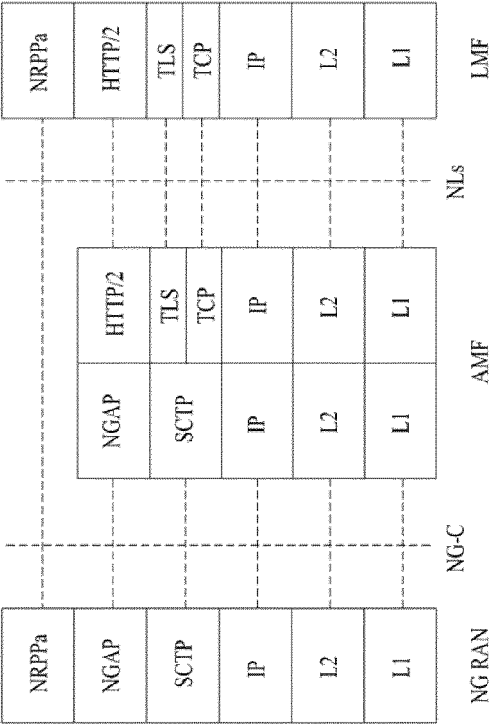 NRPPa
NGAP
SCTP
IP
L2
L1
NG RAN
NG-C
NGAP
SCTP
IP
L2
L1
HTTP/2
TLS
TCP
IP
L2
L1
AMF
NLs
NRPPa
HTTP/2
TLS
TCP
IP
L2
L1
LMF